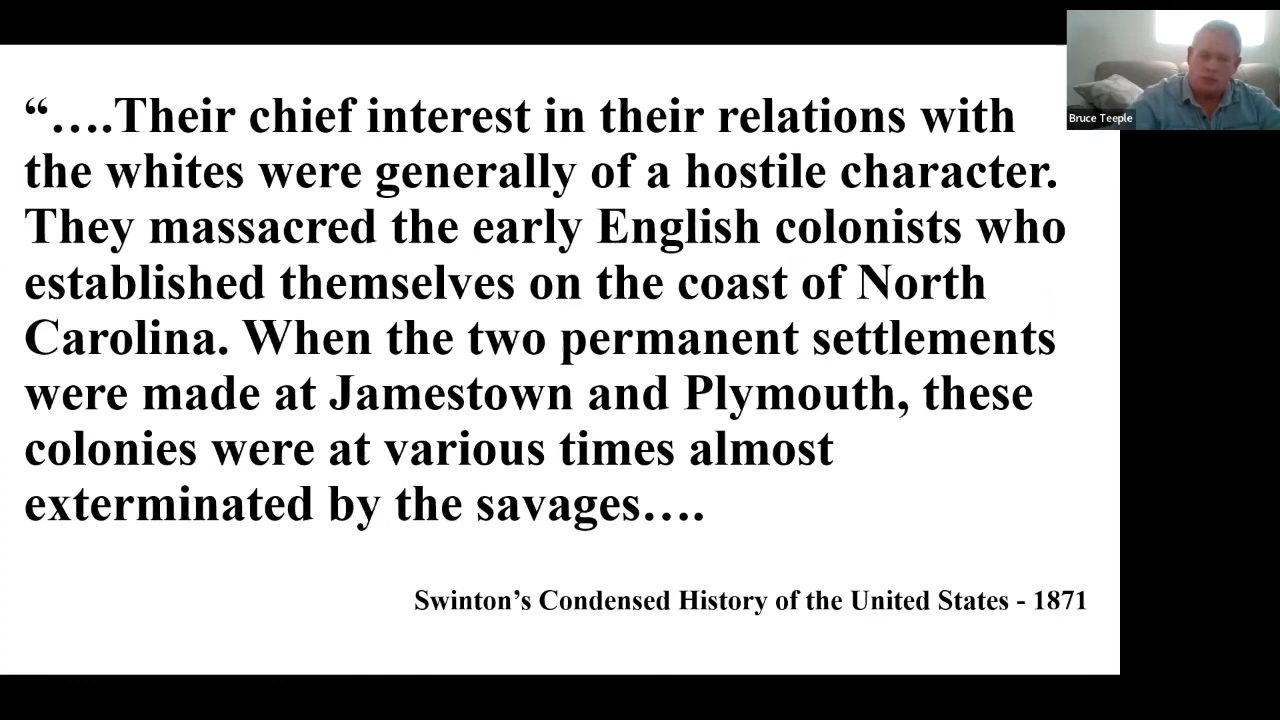 “….Their chief interest in their relations with
the whites were generally of a hostile character.
They massacred the early English colonists who
established themselves on the coast of North
Carolina. When the two permanent settlements
were made at Jamestown and Plymouth, these
colonies were at various times almost
exterminated by the savages….
Swinton’s Condensed History of the United States - 1871
Bruce Teeple